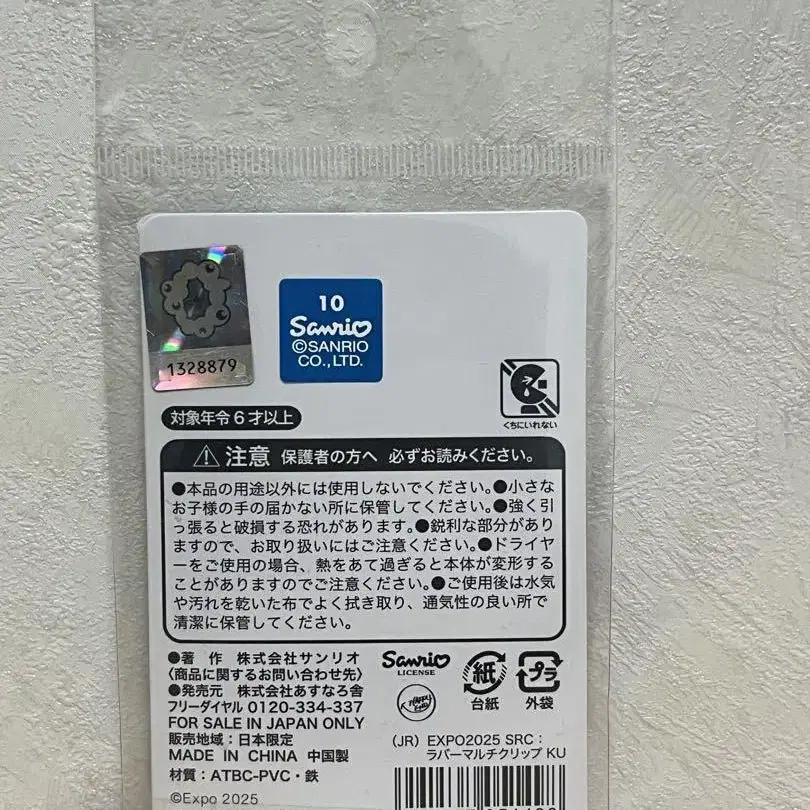 1328879
10
Sanrio
©SANRIO
CO.,LTD.
くちにいれない
対象年令6才以上
注意 保護者の方へ 必ずお読みください。
●本品の用途以外には使用しないでください。●小さな
お子様の手の届かない所に保管してください。●強く引
っ張ると破損する恐れがあります。●鋭利な部分があり
ますので、お取り扱いにはご注意ください。●ドライヤ
ーをご使用の場合、熱をあて過ぎると本体が変形する
ことがありますのでご注意ください。●ご使用後は水気
や汚れを乾いた布でよく拭き取り、通気性の良い所で
清潔に保管してください。
●著 作 株式会社サンリオ
〈商品に関するお問い合わせ先〉
●発売元 株式会社あすなろ舎
フリーダイヤル 0120-334-337
FOR SALE IN JAPAN ONLY
販売地域：日本限定
MADE IN CHINA 中国製
材質：ATBC-PVC・鉄
©Expo 2025
Sanrio
LICENSE
紙
台紙
プラ
外袋
(JR) EXPO2025 SRC：
ラバーマルチクリップ KU